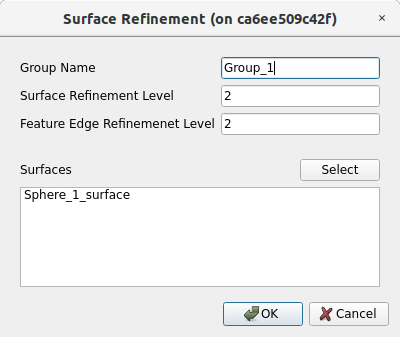 Surface Refinement (on ca6ee509c42f) ×
Group Name Group_1
Surface Refinement Level 2
Feature Edge Refinemenet Level 2
Surfaces Select
Sphere_1_surface
OK Cancel